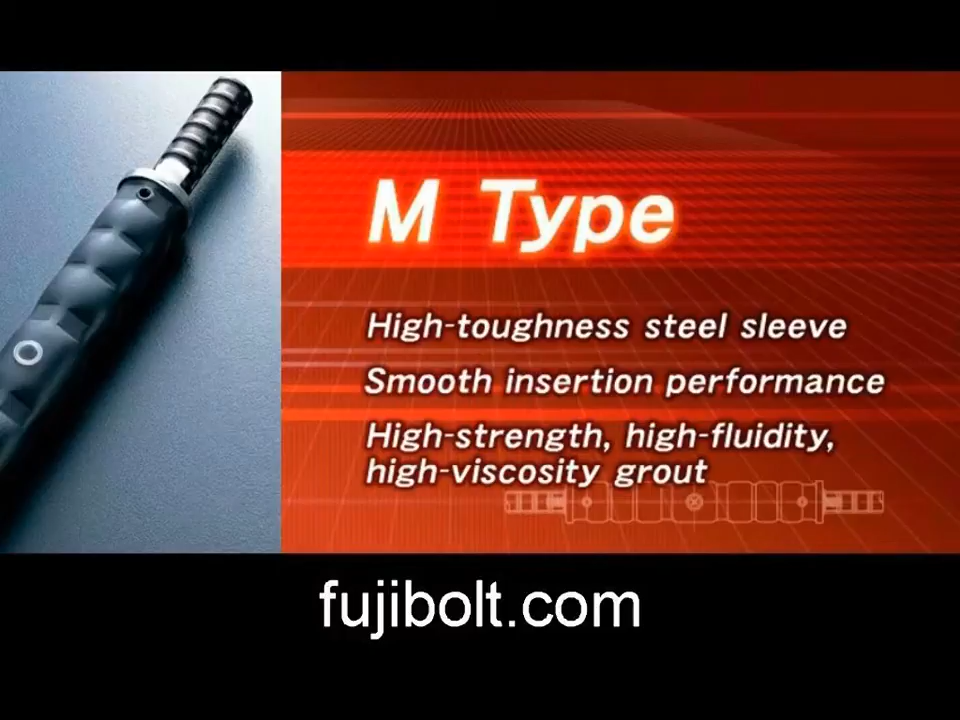 M Type
High-toughness steel sleeve
Smooth insertion performance
High-strength, high-fluidity,
high-viscosity grout
fujibolt.com